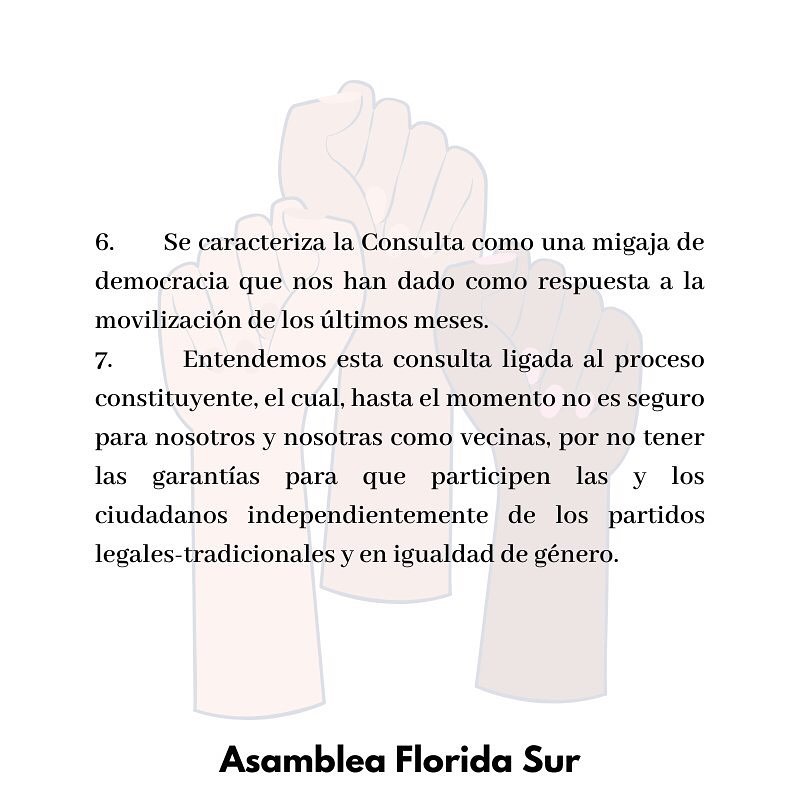 6. Se caracteriza la Consulta como una migaja de
democracia que nos han dado como respuesta a la
movilización de los últimos meses.
7. Entendemos esta consulta ligada al proceso
constituyente, el cual, hasta el momento no es seguro
para nosotros y nosotras como vecinas, por no tener
las garantías para que participen las y los
ciudadanos independientemente de los partidos
legales-tradicionales y en igualdad de género.
Asamblea Florida Sur